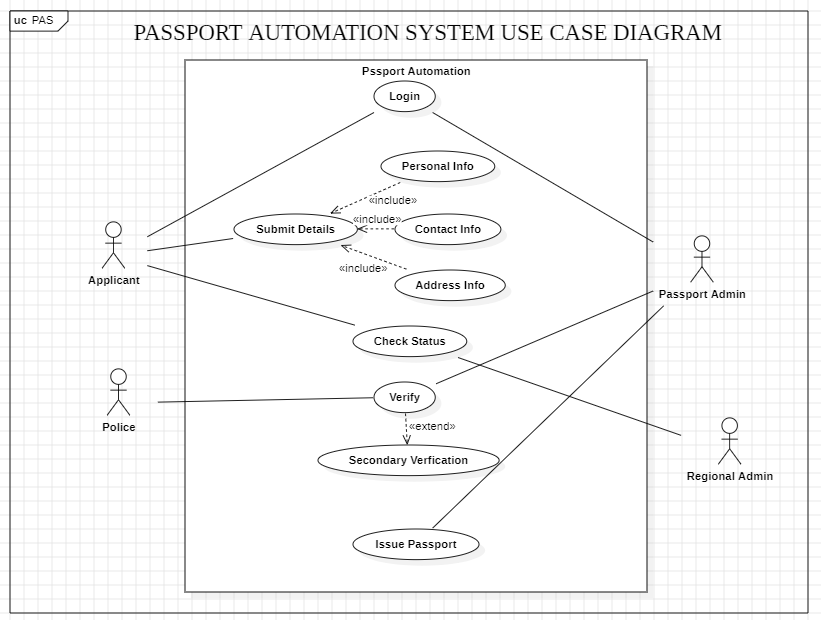 uc PAS
PASSPORT AUTOMATION SYSTEM USE CASE DIAGRAM
Pssport Automation
Login
Personal Info
«include»
Submit Details
«include»
Contact Info
«include»
Address Info
Applicant
Passport Admin
Check Status
Verify
Police
«extend»
Secondary Verfication
Regional Admin
Issue Passport